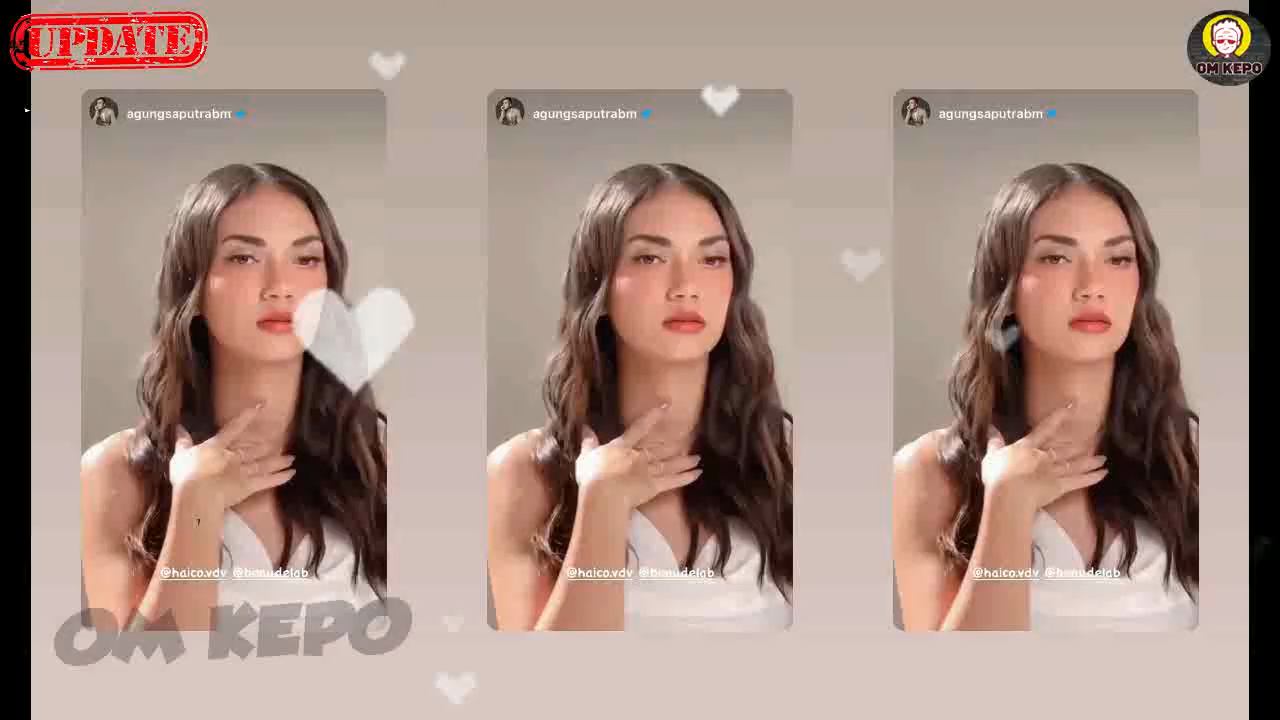 UPDATE
OM KEPO
agungsaputrabm
agungsaputrabm
agungsaputrabm
@haico.vdv
@haico.vdv
@haico.vdv
OM KEPO